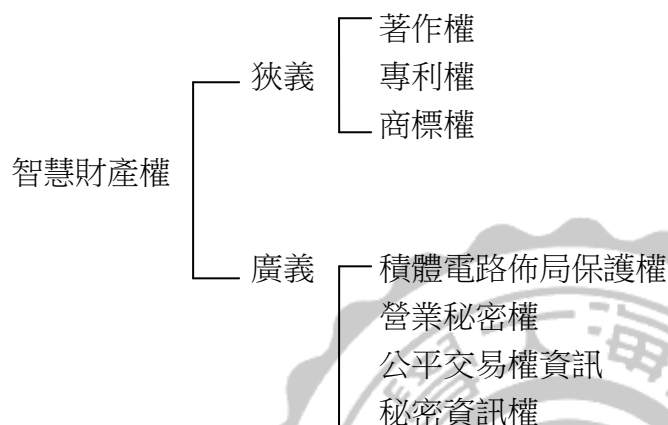 著作權
狹義 專利權
商標權
智慧財產權
廣義 積體電路佈局保護權
營業秘密權
公平交易權資訊
秘密資訊權